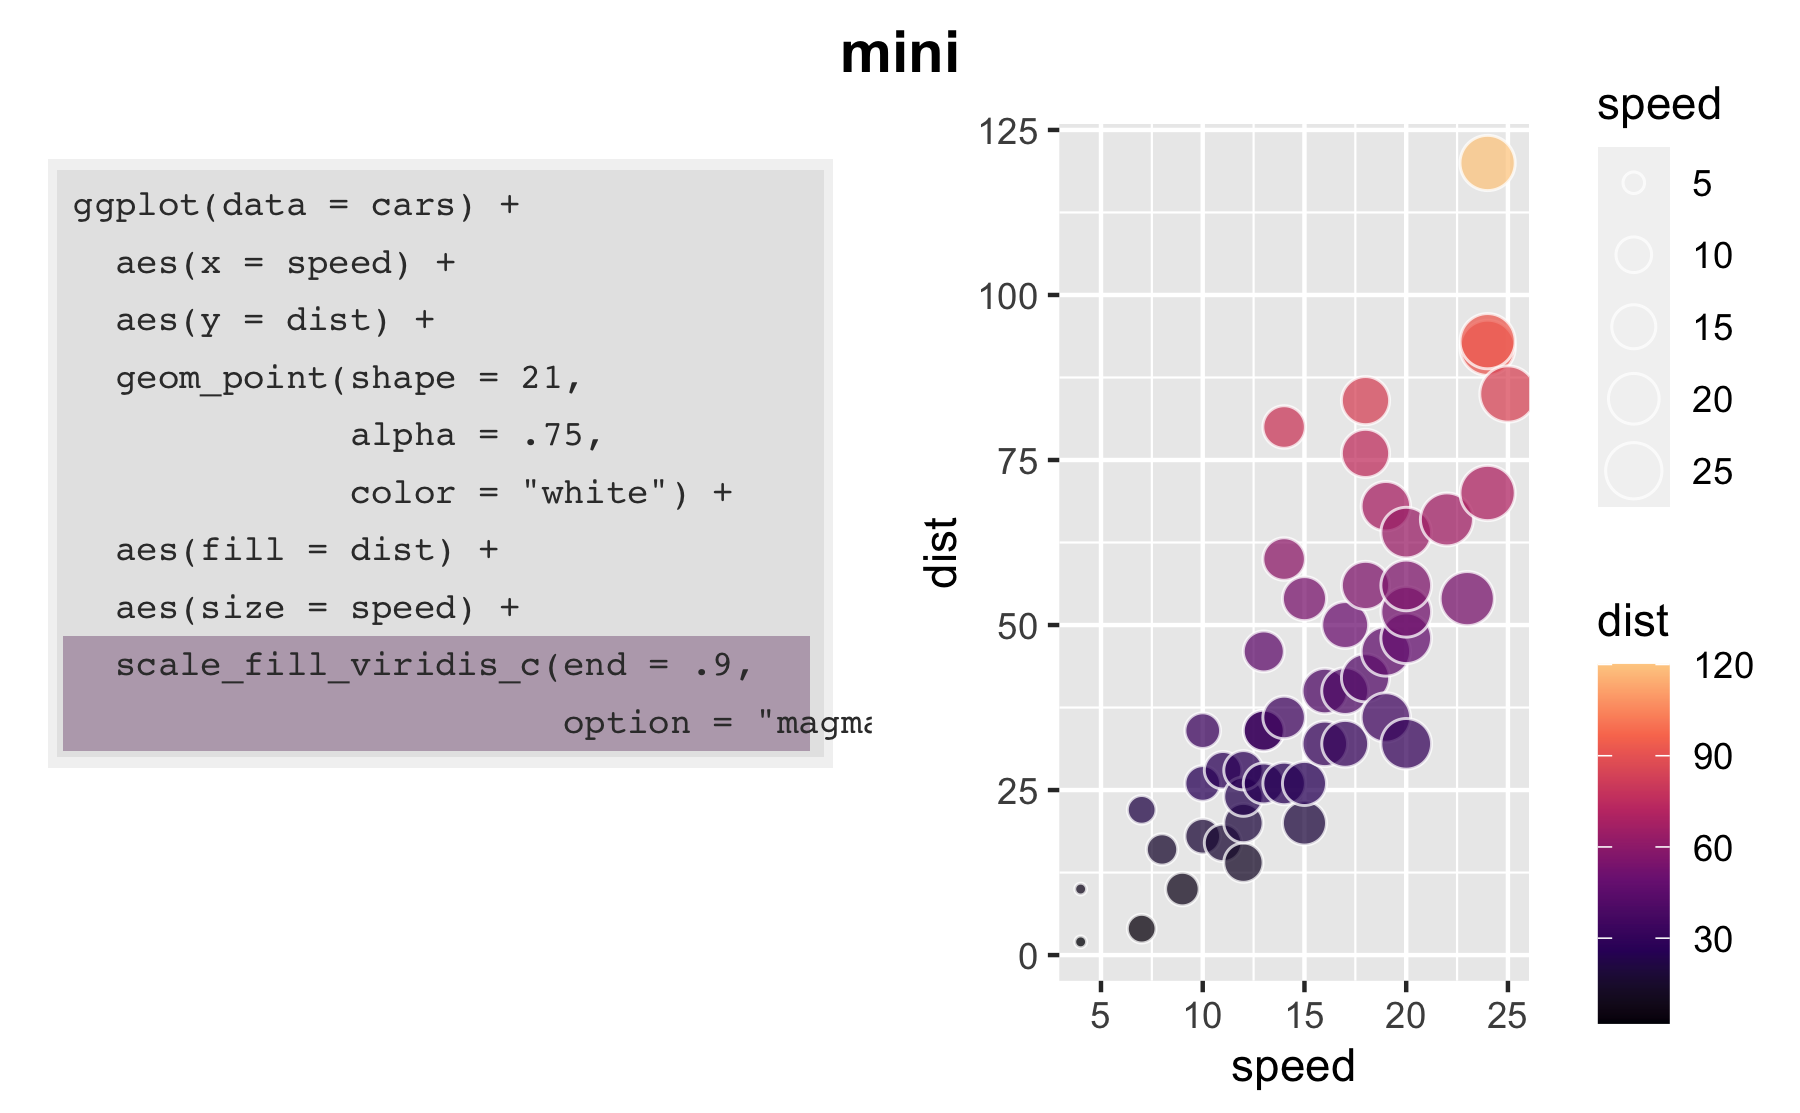 mini
ggplot(data = cars) +
  aes(x = speed) +
  aes(y = dist) +
  geom_point(shape = 21,
             alpha = .75,
             color = "white") +
  aes(fill = dist) +
  aes(size = speed) +
  scale_fill_viridis_c(end = .9,
                       option = "magma
125
100
75
50
25
0
dist
5 10 15 20 25
speed
speed
5
10
15
20
25
dist
120
90
60
30